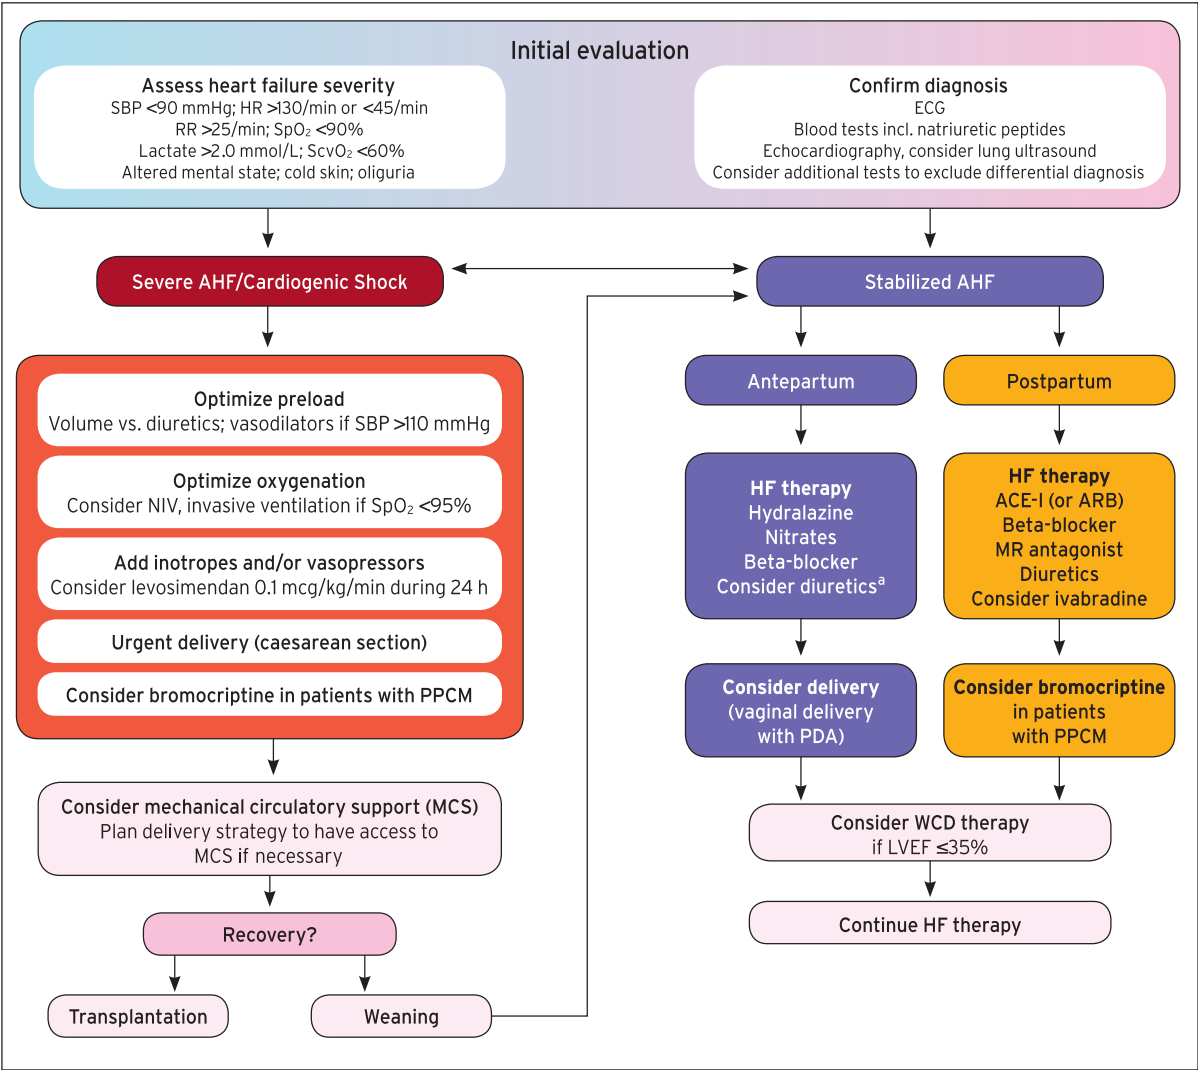 Initial evaluation
Assess heart failure severity
SBP <90 mmHg; HR >130/min or <45/min
RR >25/min; SpO₂ <90%
Lactate >2.0 mmol/L; ScvO₂ <60%
Altered mental state; cold skin; oliguria
Confirm diagnosis
ECG
Blood tests incl. natriuretic peptides
Echocardiography, consider lung ultrasound
Consider additional tests to exclude differential diagnosis
Severe AHF/Cardiogenic Shock
Stabilized AHF
Optimize preload
Volume vs. diuretics; vasodilators if SBP >110 mmHg
Optimize oxygenation
Consider NIV, invasive ventilation if SpO₂ <95%
Add inotropes and/or vasopressors
Consider levosimendan 0.1 mcg/kg/min during 24 h
Urgent delivery (caesarean section)
Consider bromocriptine in patients with PPCM
Consider mechanical circulatory support (MCS)
Plan delivery strategy to have access to
MCS if necessary
Recovery?
Transplantation
Weaning
Antepartum
HF therapy
Hydralazine
Nitrates
Beta-blocker
Consider diureticsᵃ
Consider delivery
(vaginal delivery
with PDA)
Postpartum
HF therapy
ACE-I (or ARB)
Beta-blocker
MR antagonist
Diuretics
Consider ivabradine
Consider bromocriptine
in patients
with PPCM
Consider WCD therapy
if LVEF ≤35%
Continue HF therapy